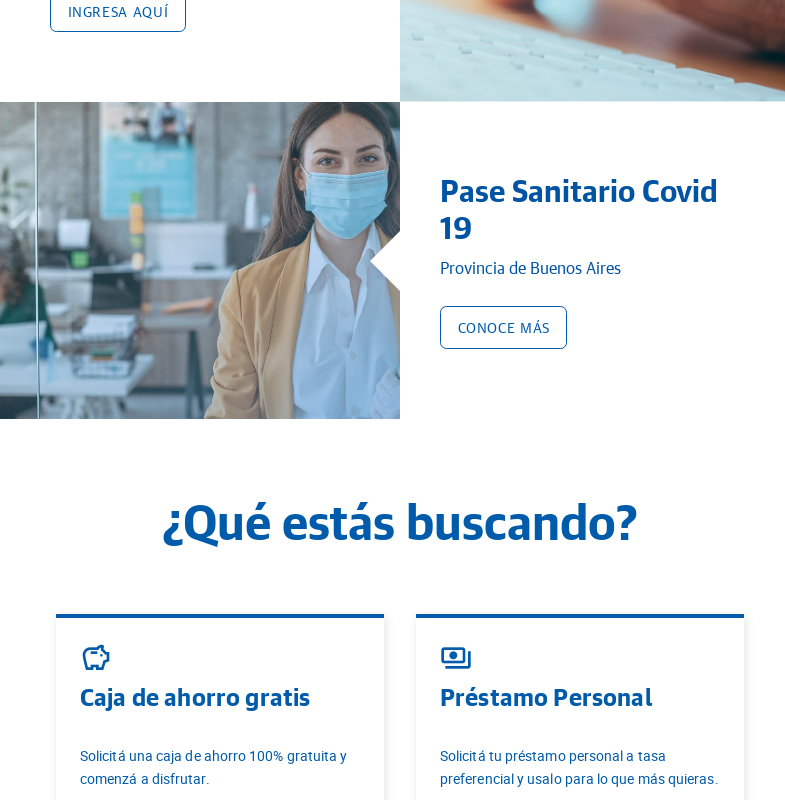 INGRESA AQUÍ
Pase Sanitario Covid
19
Provincia de Buenos Aires
CONOCE MÁS
¿Qué estás buscando?
Caja de ahorro gratis
Solicitá una caja de ahorro 100% gratuita y
comenzá a disfrutar.
Préstamo Personal
Solicitá tu préstamo personal a tasa
preferencial y usalo para lo que más quieras.